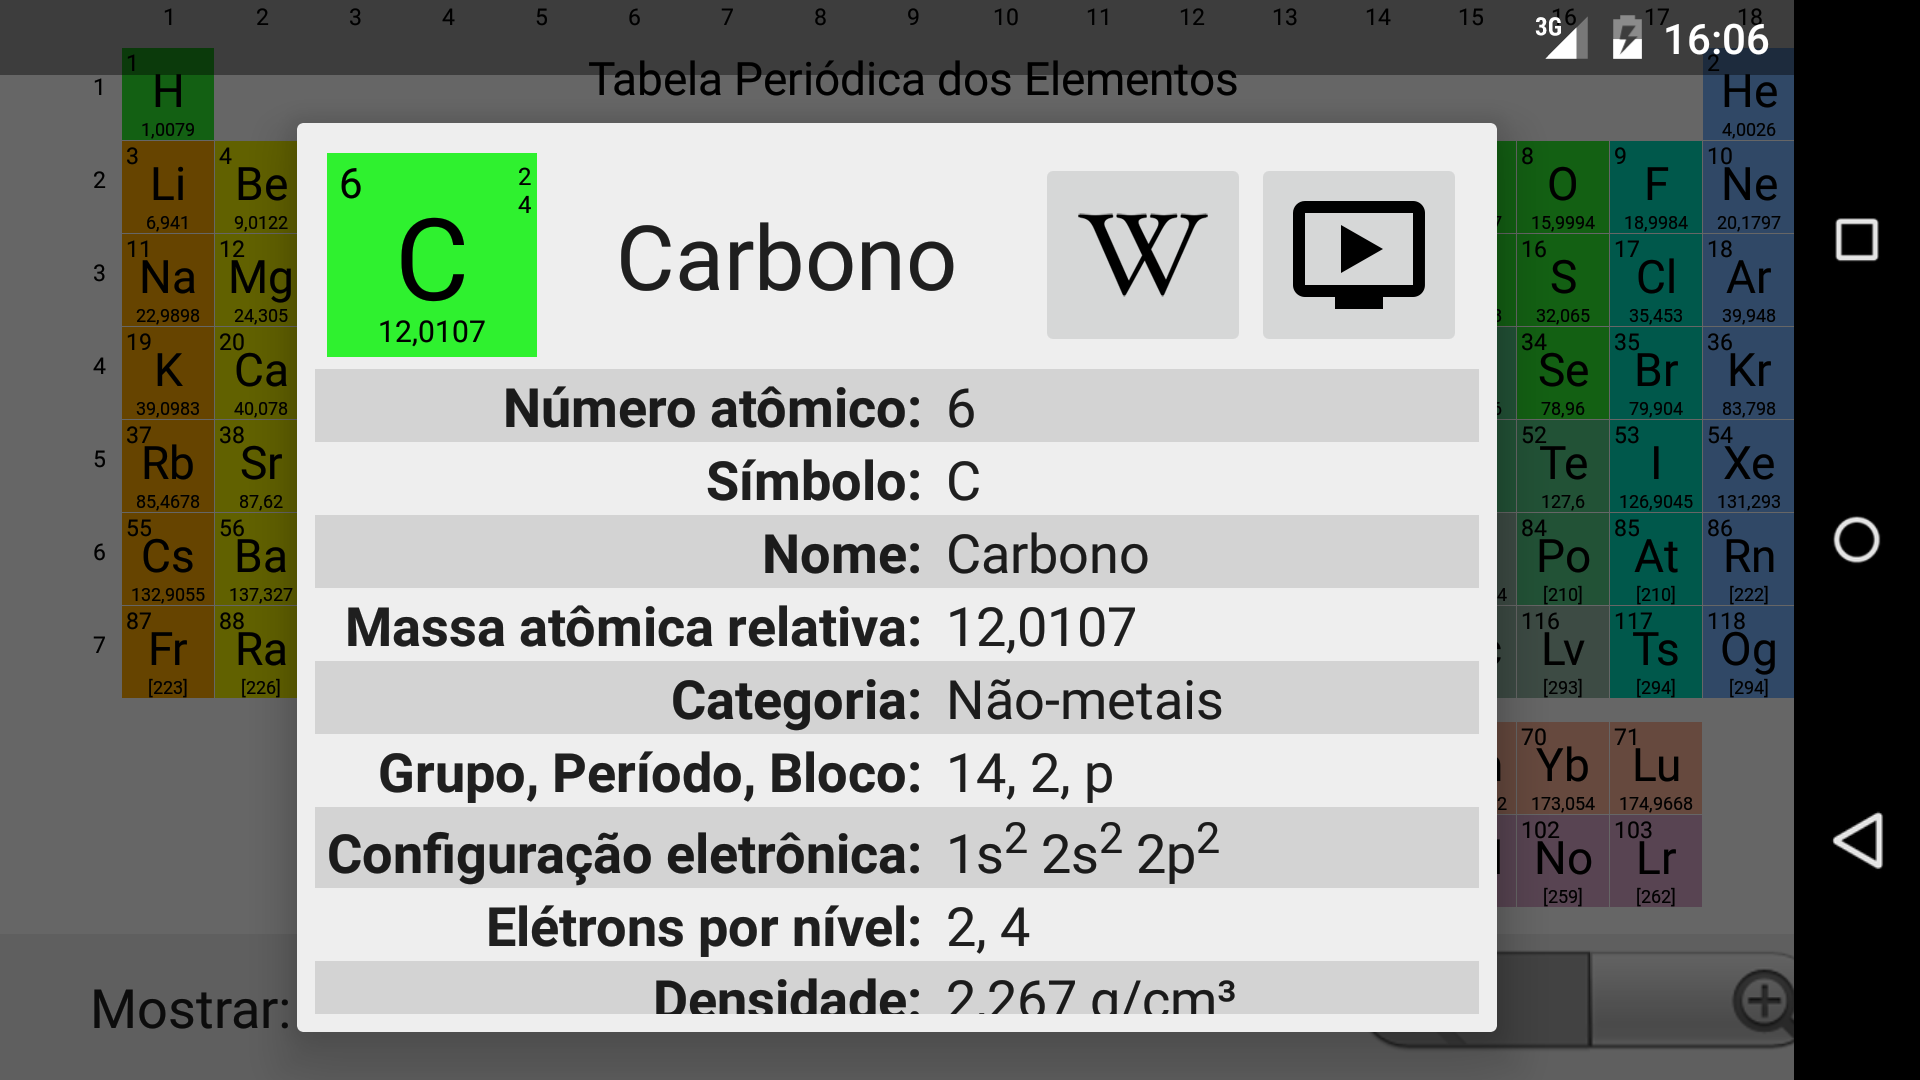 1 2 3 4 5 6 7 8 9 10 11 12 13 14 15 16 17 18
3G 16:06
Tabela Periódica dos Elementos
1
1 H 1,0079
2 He 4,0026
2
3 Li 6,941
4 Be 9,0122
8 O 15,9994
9 F 18,9984
10 Ne 20,1797
3
11 Na 22,9898
12 Mg 24,305
16 S 32,065
17 Cl 35,453
18 Ar 39,948
4
19 K 39,0983
20 Ca 40,078
34 Se 78,96
35 Br 79,904
36 Kr 83,798
5
37 Rb 85,4678
38 Sr 87,62
52 Te 127,6
53 I 126,9045
54 Xe 131,293
6
55 Cs 132,9055
56 Ba 137,327
84 Po [210]
85 At [210]
86 Rn [222]
7
87 Fr [223]
88 Ra [226]
116 Lv [293]
117 Ts [294]
118 Og [294]
70 Yb 173,054
71 Lu 174,9668
102 No [259]
103 Lr [262]
6 2
4
C
12,0107
Carbono
W
Número atômico: 6
Símbolo: C
Nome: Carbono
Massa atômica relativa: 12,0107
Categoria: Não-metais
Grupo, Período, Bloco: 14, 2, p
Configuração eletrônica: 1s² 2s² 2p²
Elétrons por nível: 2, 4
Densidade: 2,267 g/cm³
Mostrar: